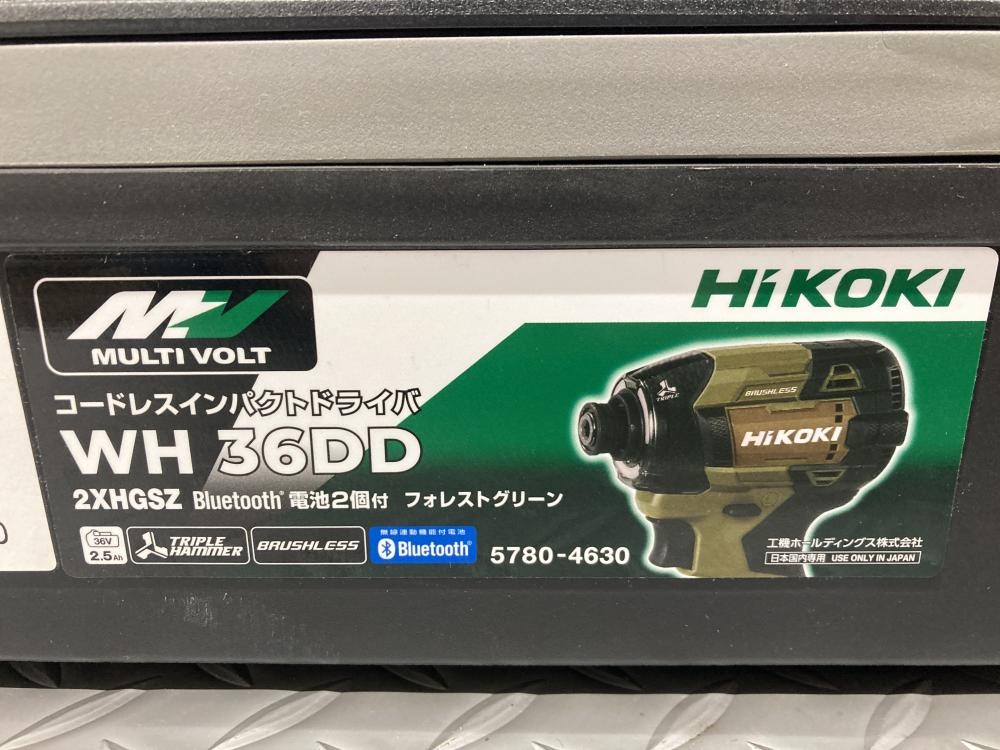 MV
MULTI VOLT
HiKOKI
コードレスインパクトドライバ
WH 36DD
2XHGSZ Bluetooth® 電池2個付 フォレストグリーン
36V
2.5Ah
TRIPLE HAMMER
BRUSHLESS
無線連動機能付電池
Bluetooth®
5780-4630
TRIPLE
BRUSHLESS
HiKOKI
工機ホールディングス株式会社
日本国内専用 USE ONLY IN JAPAN